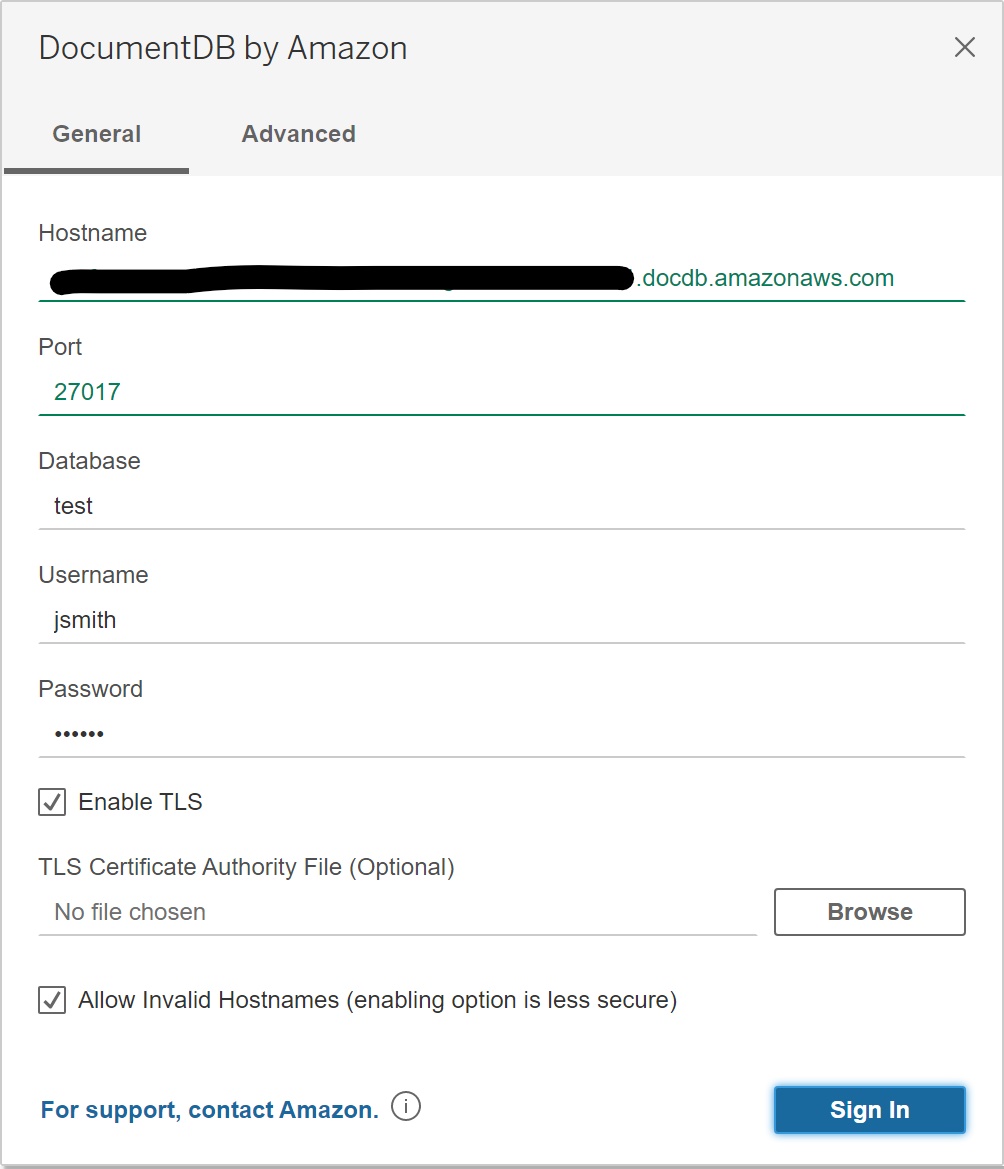 DocumentDB by Amazon
General Advanced
Hostname
.docdb.amazonaws.com
Port
27017
Database
test
Username
jsmith
Password
••••••
Enable TLS
TLS Certificate Authority File (Optional)
No file chosen Browse
Allow Invalid Hostnames (enabling option is less secure)
For support, contact Amazon. Sign In